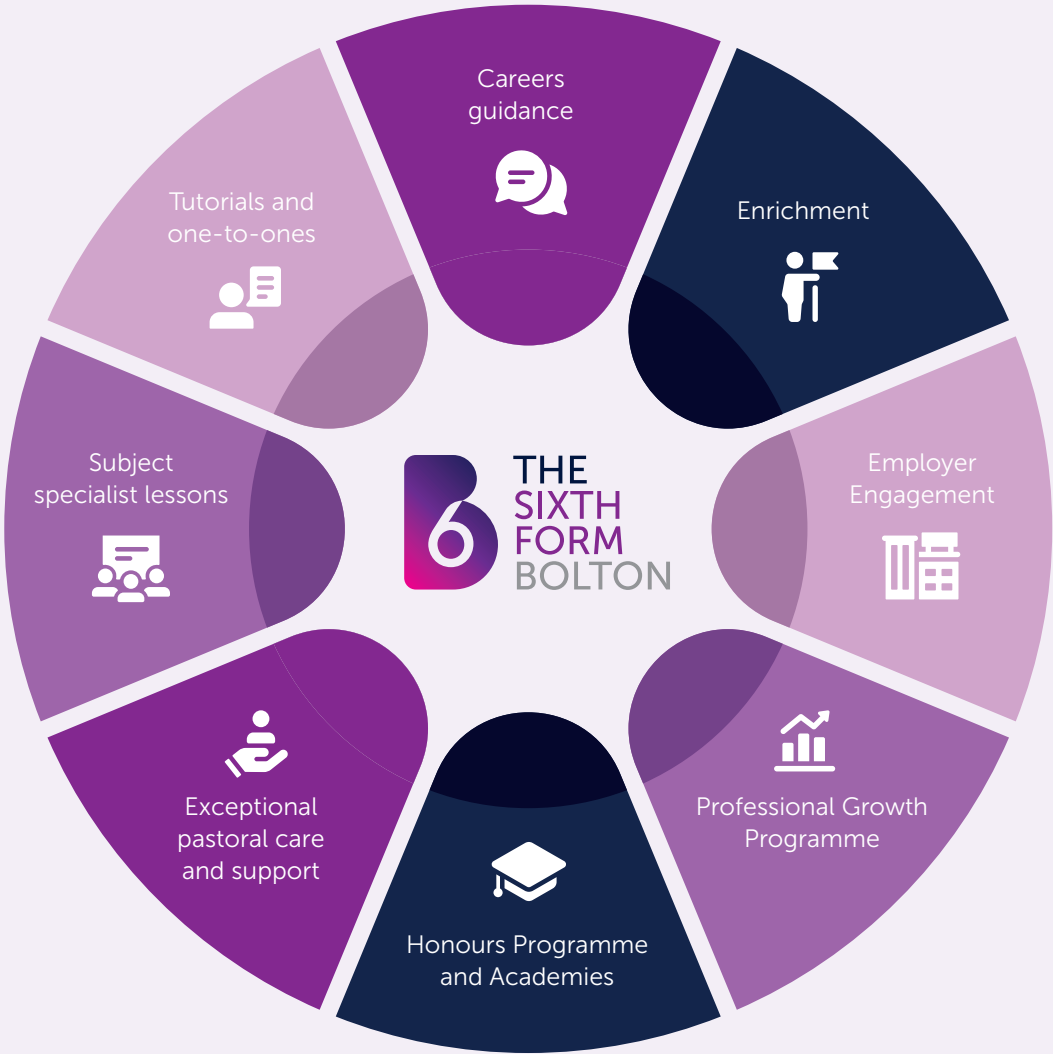 Careers
guidance
Enrichment
Employer
Engagement
Professional Growth
Programme
Honours Programme
and Academies
Exceptional
pastoral care
and support
Subject
specialist lessons
Tutorials and
one-to-ones
B6
THE
SIXTH
FORM
BOLTON